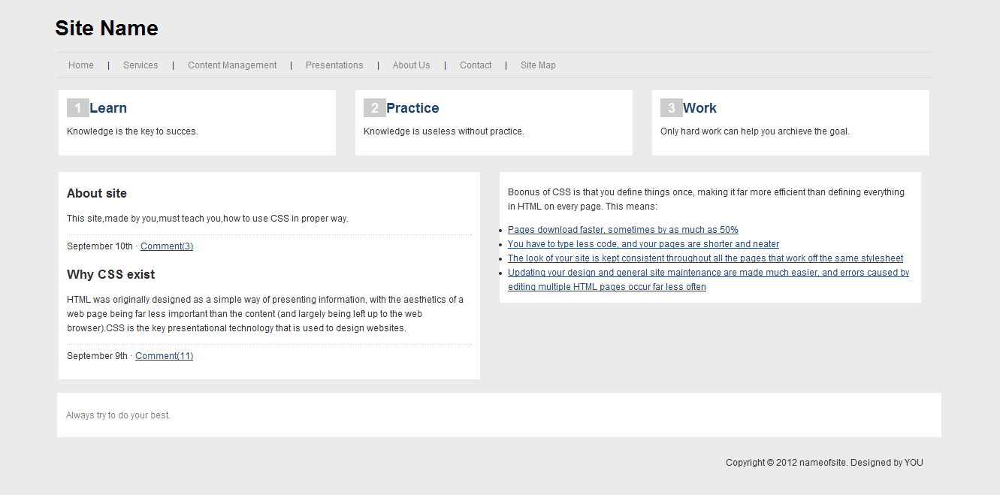 Site Name
Home | Services | Content Management | Presentations | About Us | Contact | Site Map
1 Learn
Knowledge is the key to succes.
2 Practice
Knowledge is useless without practice.
3 Work
Only hard work can help you archieve the goal.
About site
This site,made by you,must teach you,how to use CSS in proper way.
September 10th · Comment(3)
Why CSS exist
HTML was originally designed as a simple way of presenting information, with the aesthetics of a
web page being far less important than the content (and largely being left up to the web
browser).CSS is the key presentational technology that is used to design websites.
September 9th · Comment(11)
Boonus of CSS is that you define things once, making it far more efficient than defining everything
in HTML on every page. This means:
• Pages download faster, sometimes by as much as 50%
• You have to type less code, and your pages are shorter and neater
• The look of your site is kept consistent throughout all the pages that work off the same stylesheet
• Updating your design and general site maintenance are made much easier, and errors caused by
editing multiple HTML pages occur far less often
Always try to do your best.
Copyright © 2012 nameofsite. Designed by YOU